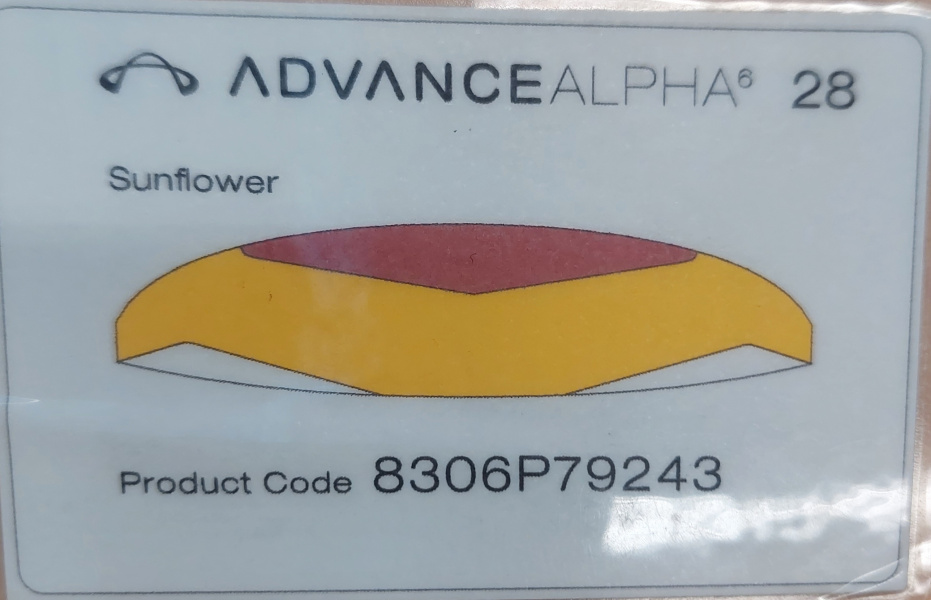 ADVANCEALPHA⁶ 28
Sunflower
Product Code 8306P79243